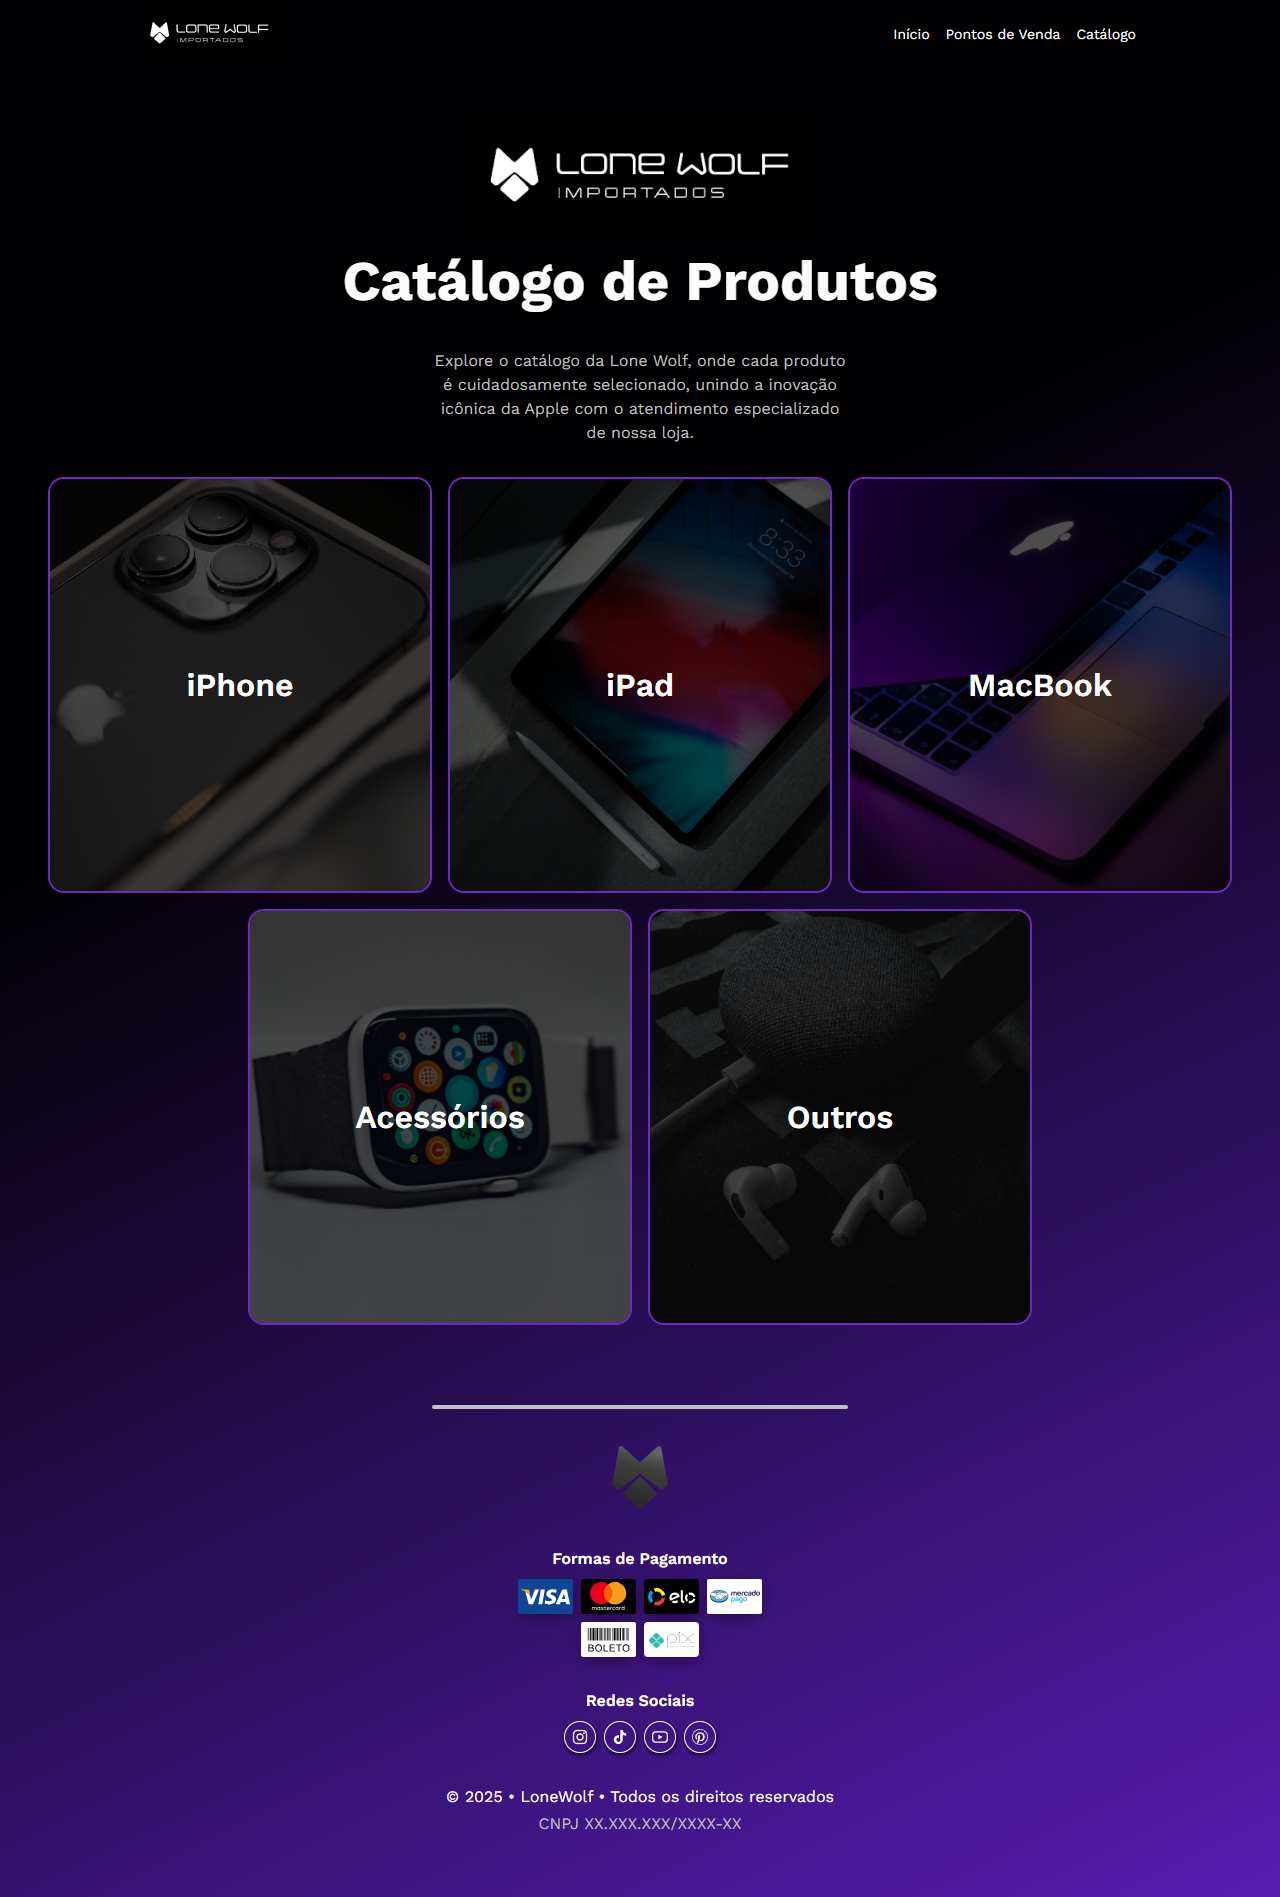 LONE WOLF
IMPORTADOS
Início
Pontos de Venda
Catálogo
LONE WOLF
IMPORTADOS
Catálogo de Produtos
Explore o catálogo da Lone Wolf, onde cada produto
é cuidadosamente selecionado, unindo a inovação
icônica da Apple com o atendimento especializado
de nossa loja.
8:33
iPhone
iPad
MacBook
Acessórios
Outros
Formas de Pagamento
VISA
mastercard
elo
mercado
pago
BOLETO
pix
Redes Sociais
© 2025 • LoneWolf • Todos os direitos reservados
CNPJ XX.XXX.XXX/XXXX-XX